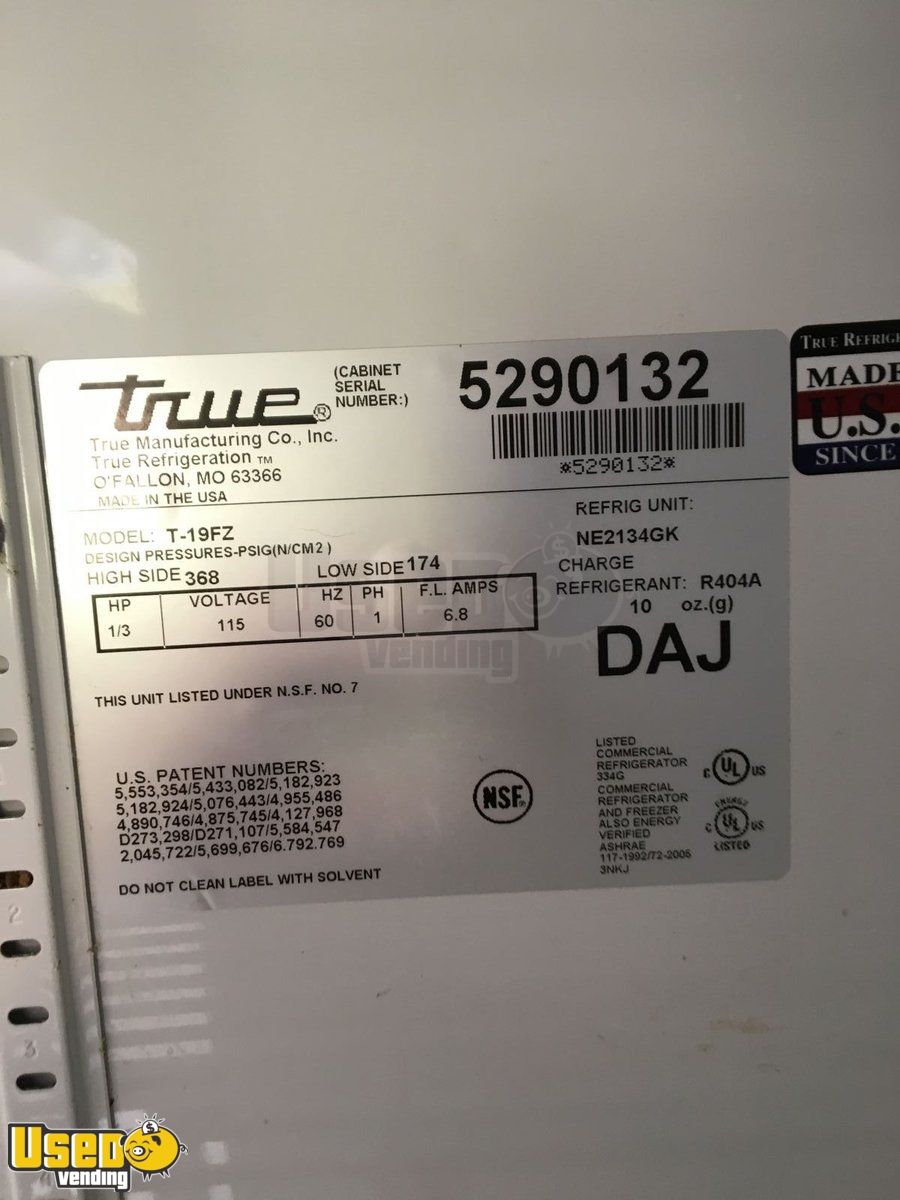 true®
(CABINET
SERIAL
NUMBER:)
5290132
*5290132*
True Manufacturing Co., Inc.
True Refrigeration TM
O'FALLON, MO 63366
MADE IN THE USA
TRUE
MADE
U.S.
SINCE
MODEL: T-19FZ
DESIGN PRESSURES-PSIG(N/CM2 )
HIGH SIDE 368 LOW SIDE 174
HP VOLTAGE HZ PH F.L. AMPS
1/3 115 60 1 6.8
REFRIG UNIT:
NE2134GK
CHARGE
REFRIGERANT: R404A
10 oz.(g)
DAJ
USED
Vending
THIS UNIT LISTED UNDER N.S.F. NO. 7
U.S. PATENT NUMBERS:
5,553,354/5,433,082/5,182,923
5,182,924/5,076,443/4,955,486
4,890,746/4,875,745/4,127,968
D273,298/D271,107/5,584,547
2,045,722/5,699,676/6.792.769
DO NOT CLEAN LABEL WITH SOLVENT
NSF
LISTED
COMMERCIAL
REFRIGERATOR
334G
C UL US
COMMERCIAL
REFRIGERATOR
AND FREEZER
ALSO ENERGY
VERIFIED
ASHRAE
117-1992/72-2005
3NKJ
ENERGY
C UL US
LISTED
2
3
USED
vending